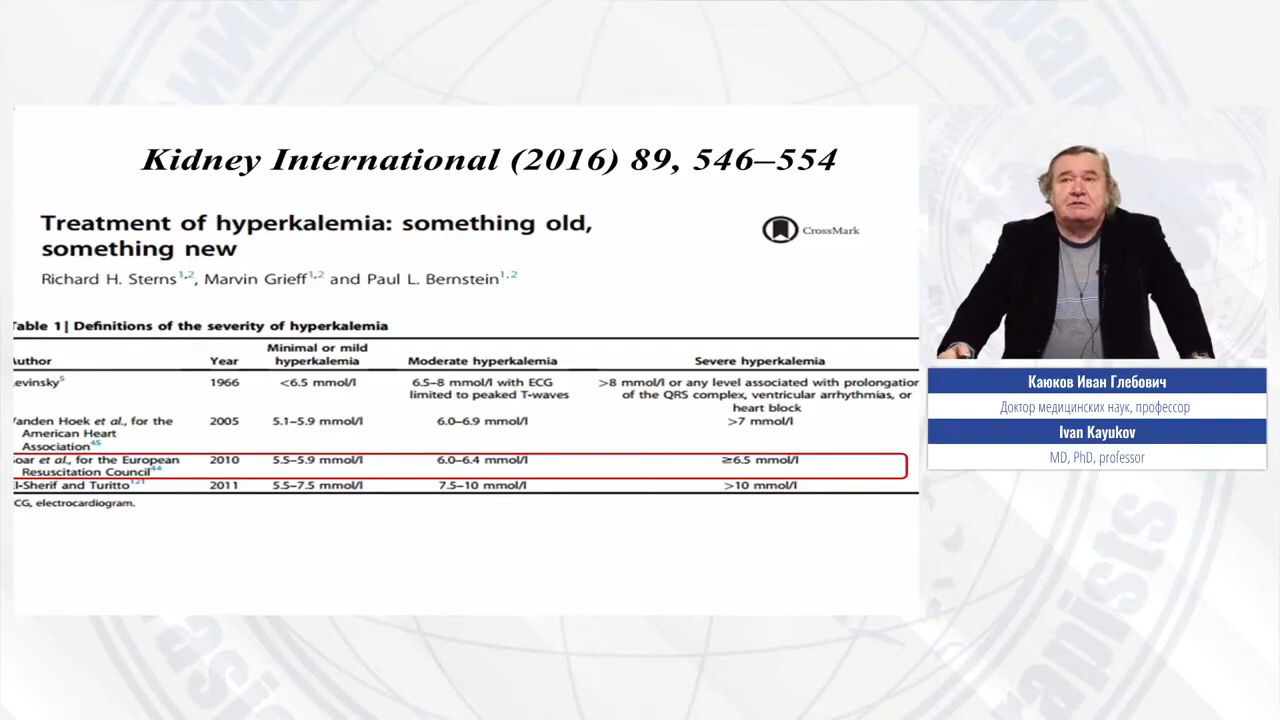 Kidney International (2016) 89, 546–554
Treatment of hyperkalemia: something old,
something new
CrossMark
Richard H. Sterns1,2, Marvin Grieff1,2 and Paul L. Bernstein1,2
Table 1| Definitions of the severity of hyperkalemia
Author Year Minimal or mild hyperkalemia Moderate hyperkalemia Severe hyperkalemia
evinsky5 1966 <6.5 mmol/l 6.5–8 mmol/l with ECG limited to peaked T-waves >8 mmol/l or any level associated with prolongation of the QRS complex, ventricular arrhythmias, or heart block
Vanden Hoek et al., for the American Heart Association45 2005 5.1–5.9 mmol/l 6.0–6.9 mmol/l >7 mmol/l
oar et al., for the European Resuscitation Council44 2010 5.5–5.9 mmol/l 6.0–6.4 mmol/l ≥6.5 mmol/l
l-Sherif and Turitto121 2011 5.5–7.5 mmol/l 7.5–10 mmol/l >10 mmol/l
CG, electrocardiogram.
Каюков Иван Глебович
Доктор медицинских наук, профессор
Ivan Kayukov
MD, PhD, professor